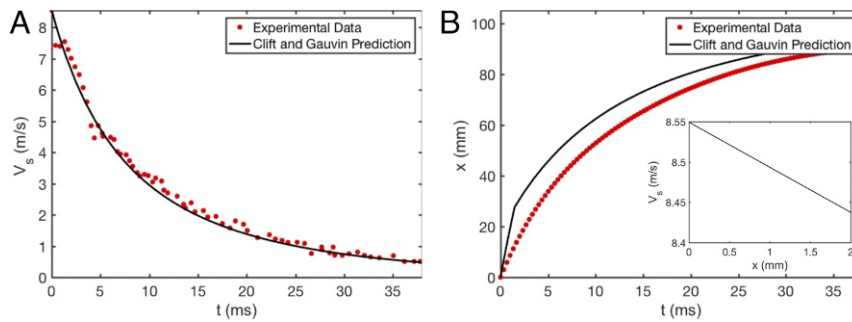 A
Experimental Data
Clift and Gauvin Prediction
8
7
6
5
4
3
2
1
0
V_s (m/s)
0 5 10 15 20 25 30 35
t (ms)
B
Experimental Data
Clift and Gauvin Prediction
100
80
60
40
20
0
x (mm)
0 5 10 15 20 25 30 35
t (ms)
8.55
8.5
8.45
8.4
V_s (m/s)
0 0.5 1 1.5 2
x (mm)